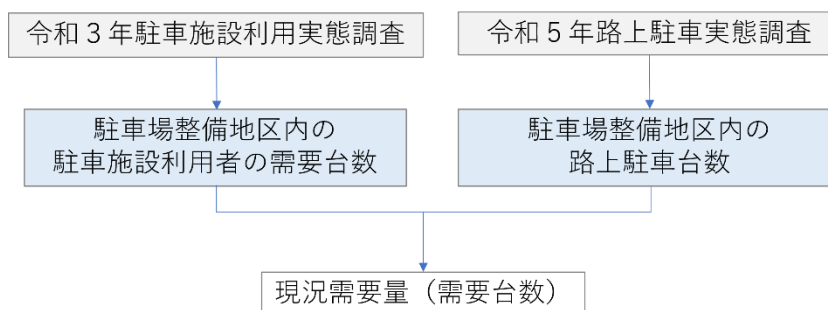 令和３年駐車施設利用実態調査
令和５年路上駐車実態調査
駐車場整備地区内の
駐車施設利用者の需要台数
駐車場整備地区内の
路上駐車台数
現況需要量（需要台数）